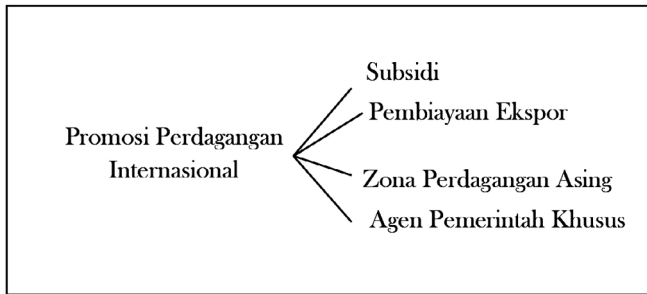 Subsidi
Pembiayaan Ekspor
Promosi Perdagangan
Internasional
Zona Perdagangan Asing
Agen Pemerintah Khusus